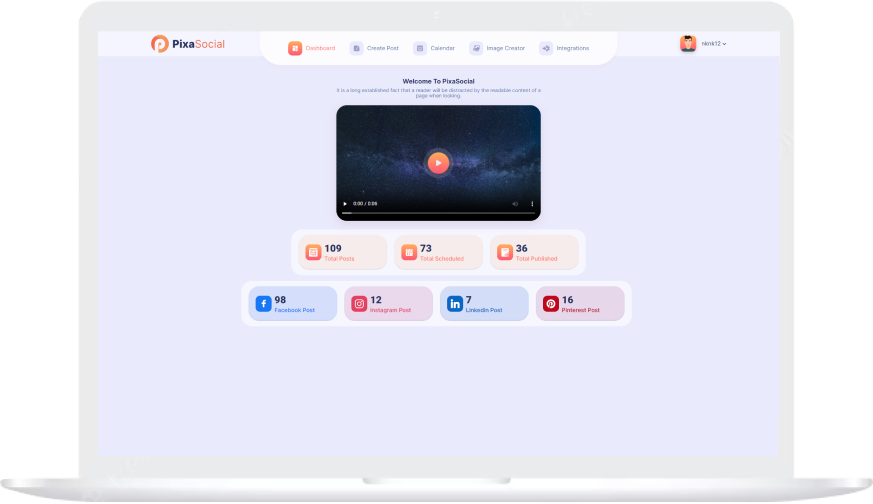 PixaSocial
Dashboard
Create Post
Calendar
Image Creator
Integrations
nknk12
Welcome To PixaSocial
It is a long established fact that a reader will be distracted by the readable content of a
page when looking.
0:00 / 0:06
109
Total Posts
73
Total Scheduled
36
Total Published
98
Facebook Post
12
Instagram Post
7
Linkedin Post
16
Pinterest Post